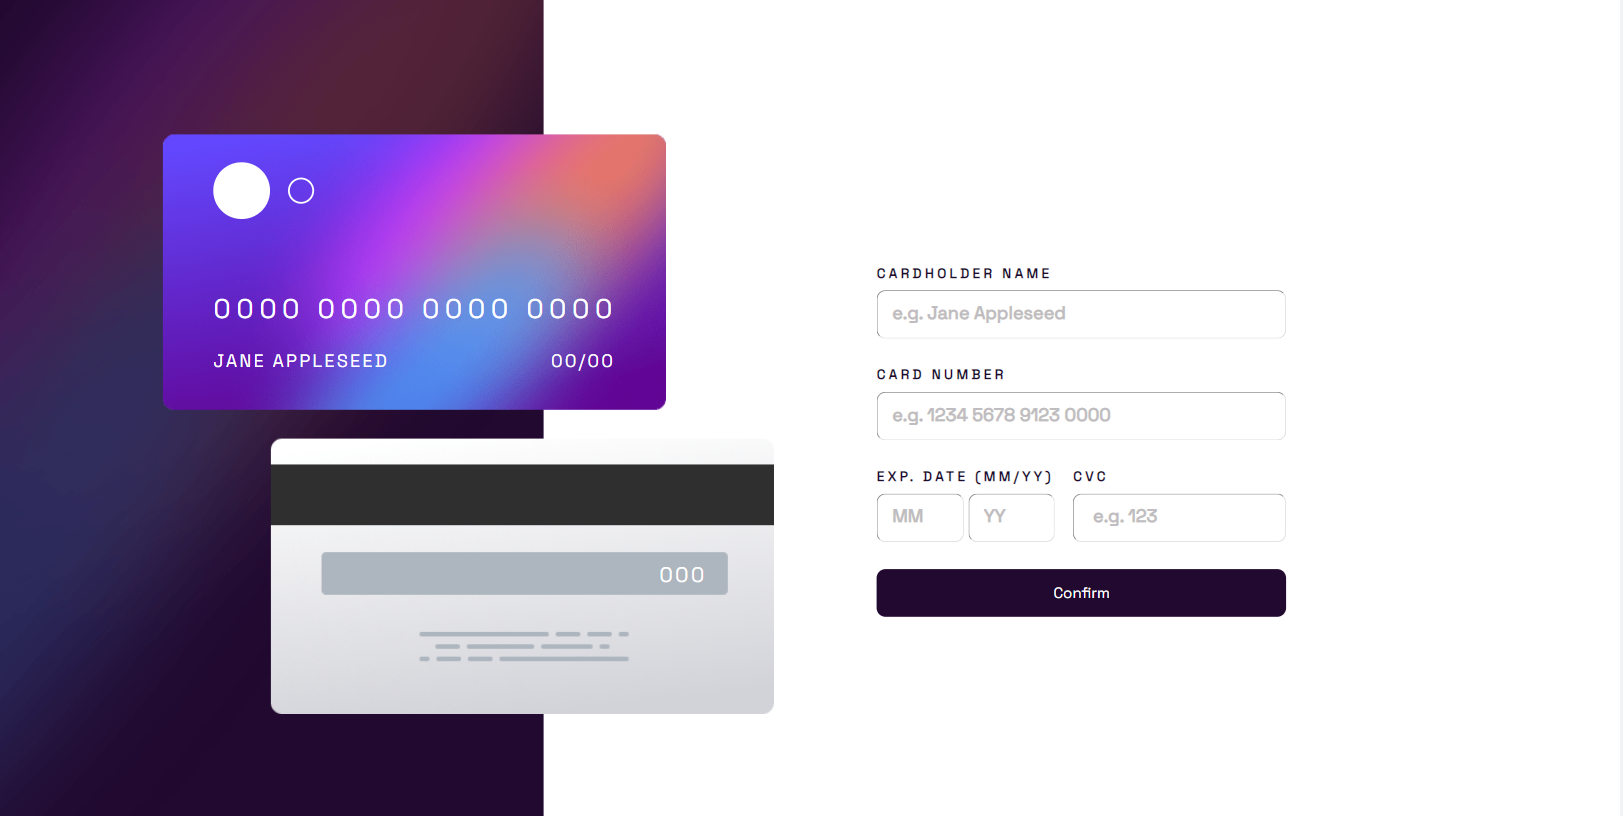 0000 0000 0000 0000
JANE APPLESEED 00/00
000
CARDHOLDER NAME
e.g. Jane Appleseed
CARD NUMBER
e.g. 1234 5678 9123 0000
EXP. DATE (MM/YY) CVC
MM YY e.g. 123
Confirm